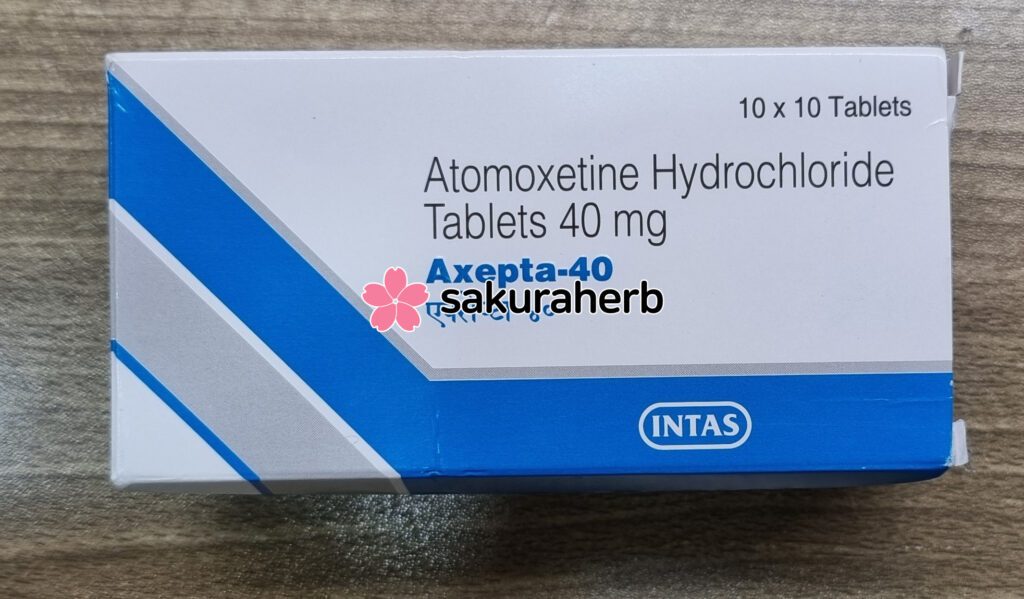 10 x 10 Tablets
Atomoxetine Hydrochloride
Tablets 40 mg
Axepta-40
sakuraherb
INTAS